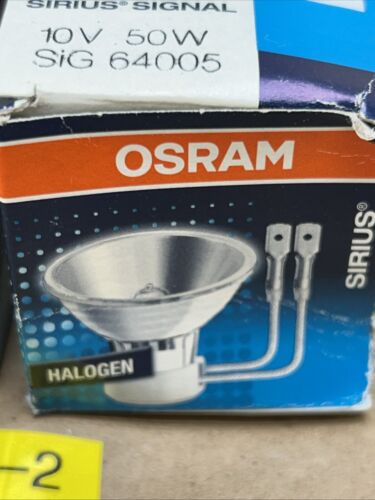 SIRIUS® SIGNAL
10V 50W
SiG 64005
OSRAM
SIRIUS®
HALOGEN
-2